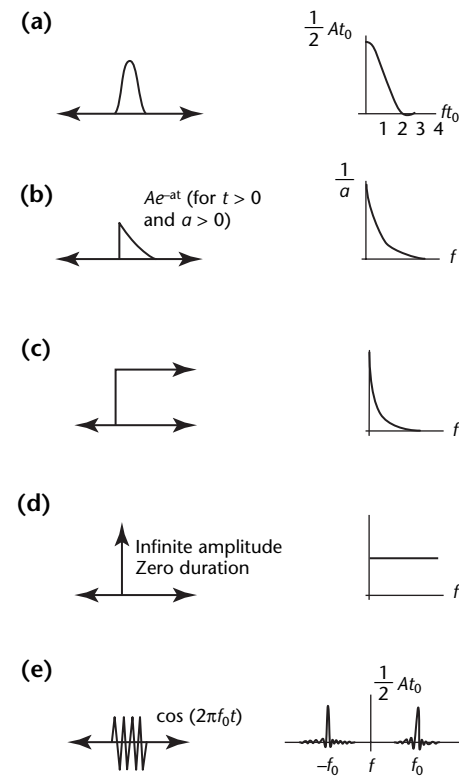 (a)
1/2 At₀
ft₀
1 2 3 4
(b)
Ae⁻ᵃᵗ (for t > 0
and a > 0)
1/a
f
(c)
f
(d)
Infinite amplitude
Zero duration
f
(e)
cos (2πf₀t)
1/2 At₀
–f₀ f f₀